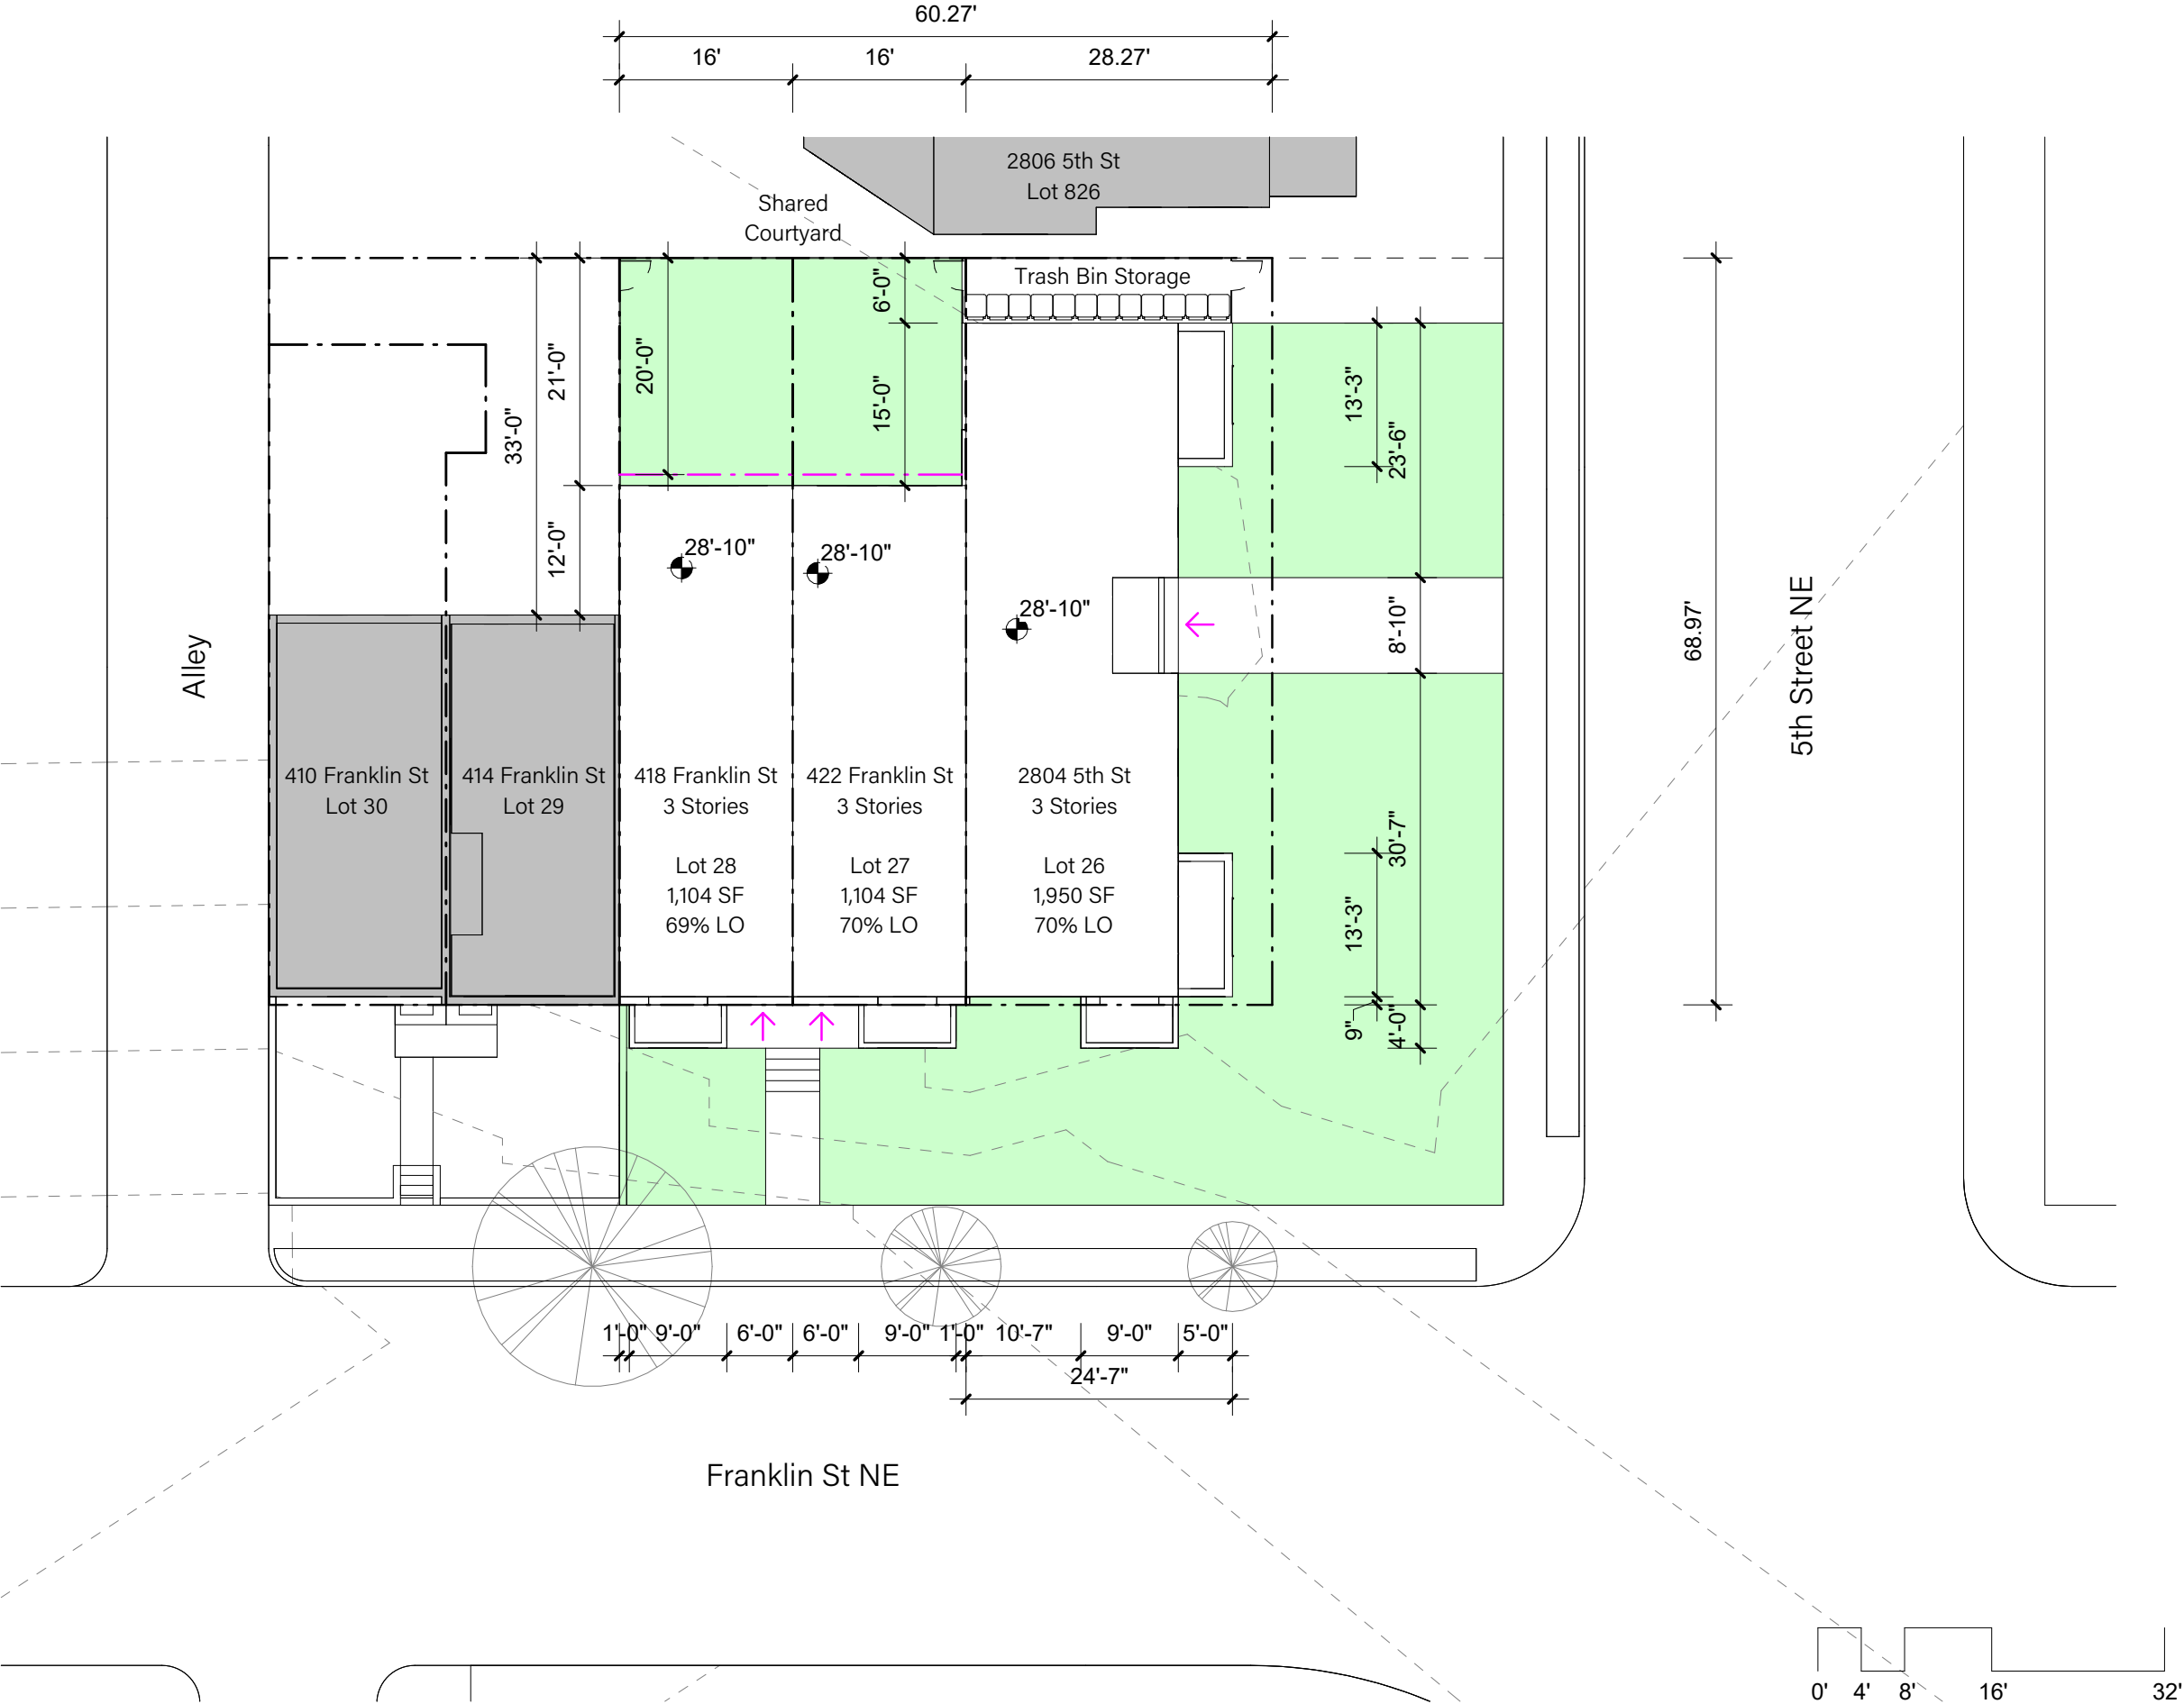 60.27'
16'
16'
28.27'
2806 5th St
Lot 826
Shared
Courtyard
Trash Bin Storage
6'-0"
20'-0"
21'-0"
15'-0"
33'-0"
12'-0"
13'-3"
23'-6"
28'-10"
28'-10"
28'-10"
8'-10"
68.97'
5th Street NE
Alley
410 Franklin St
Lot 30
414 Franklin St
Lot 29
418 Franklin St
3 Stories
Lot 28
1,104 SF
69% LO
422 Franklin St
3 Stories
Lot 27
1,104 SF
70% LO
2804 5th St
3 Stories
Lot 26
1,950 SF
70% LO
30'-7"
13'-3"
9"
4'-0"
1'-0" 9'-0" 6'-0" 6'-0" 9'-0" 1'-0" 10'-7" 9'-0" 5'-0"
24'-7"
Franklin St NE
0' 4' 8' 16' 32'